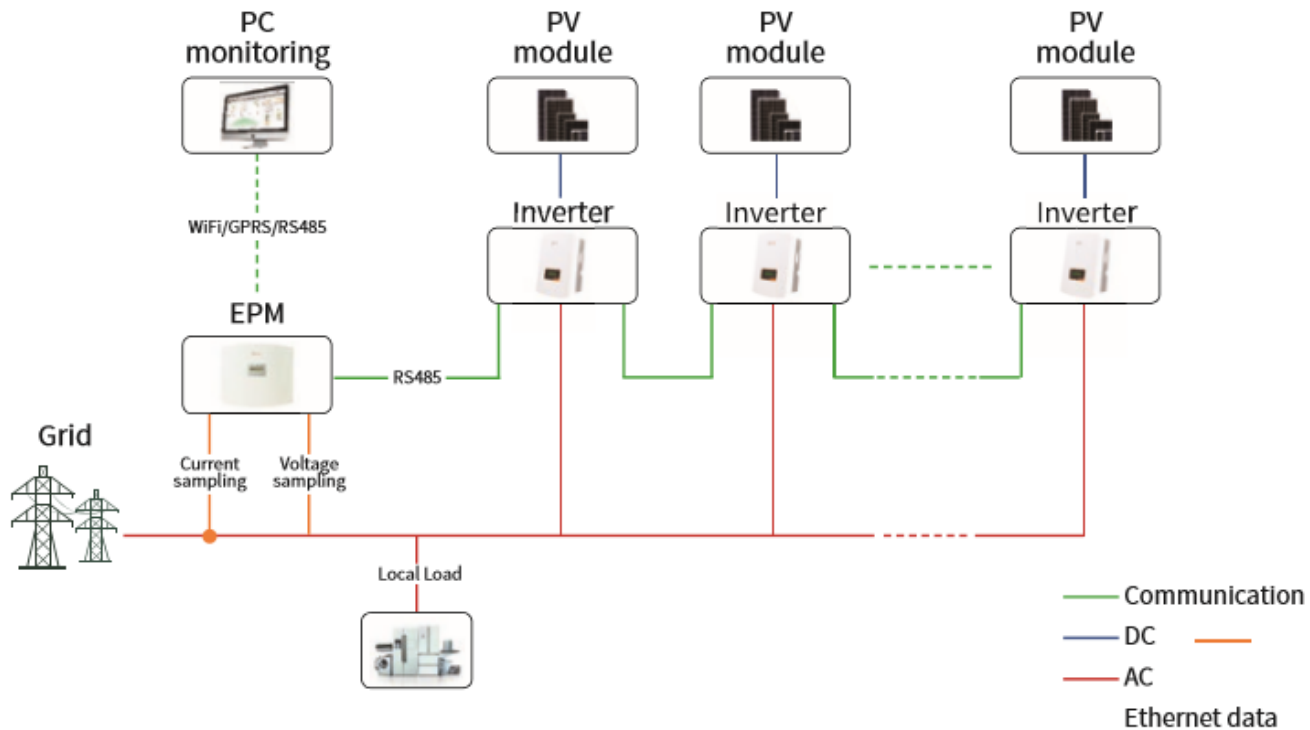 PC
monitoring
PV
module
PV
module
PV
module
WiFi/GPRS/RS485
Inverter
Inverter
Inverter
EPM
RS485
Grid
Current
sampling
Voltage
sampling
Local Load
Communication
DC
AC
Ethernet data